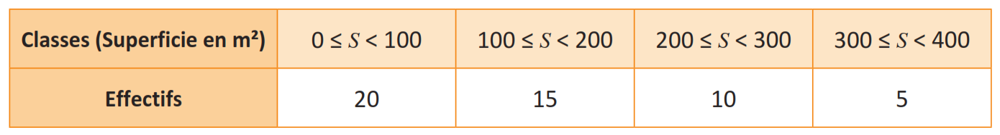 Classes (Superficie en m²) 0 ≤ S < 100 100 ≤ S < 200 200 ≤ S < 300 300 ≤ S < 400
Effectifs 20 15 10 5